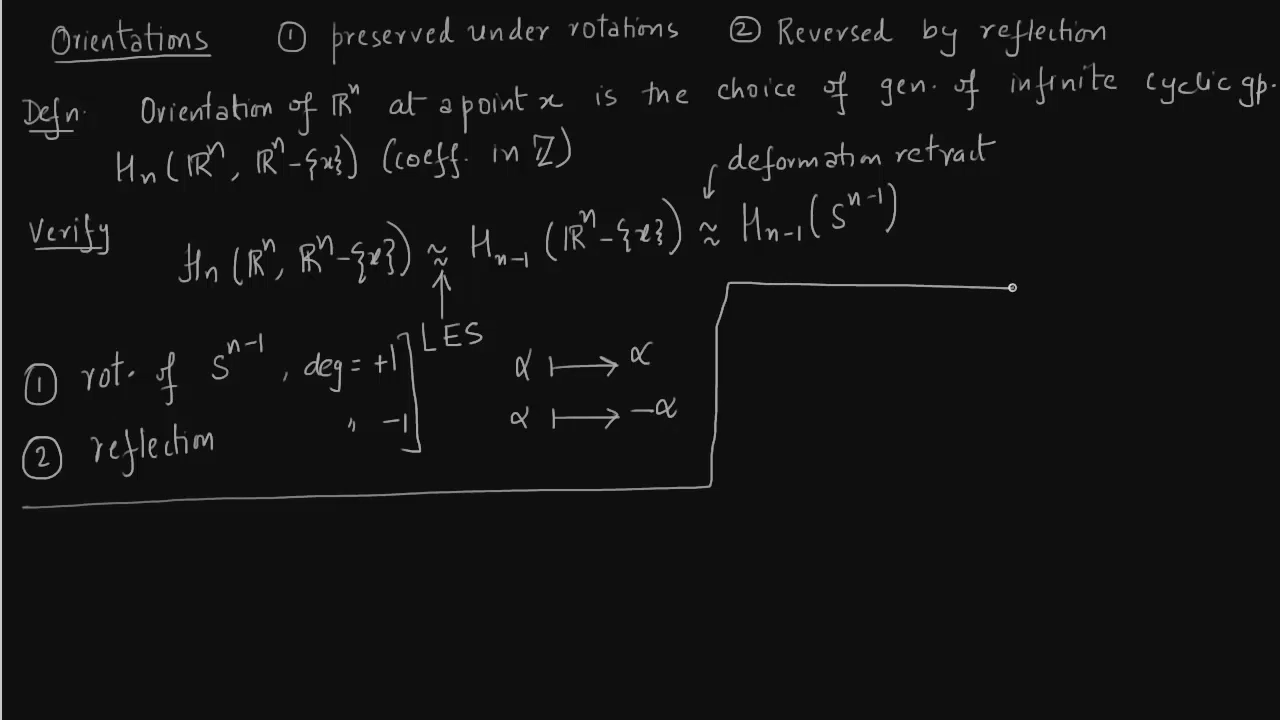 Orientations ① preserved under rotations ② Reversed by reflection
Defn. Orientation of ℝⁿ at a point x is the choice of gen. of infinite cyclic gp.
Hₙ(ℝⁿ, ℝⁿ-{x}) (coeff. in ℤ)
deformation retract
Verify Hₙ(ℝⁿ, ℝⁿ-{x}) ≈ Hₙ₋₁(ℝⁿ-{x}) ≈ Hₙ₋₁(Sⁿ⁻¹)
LES
① rot. of Sⁿ⁻¹, deg = +1 α ⟼ α
② reflection " -1 α ⟼ -α